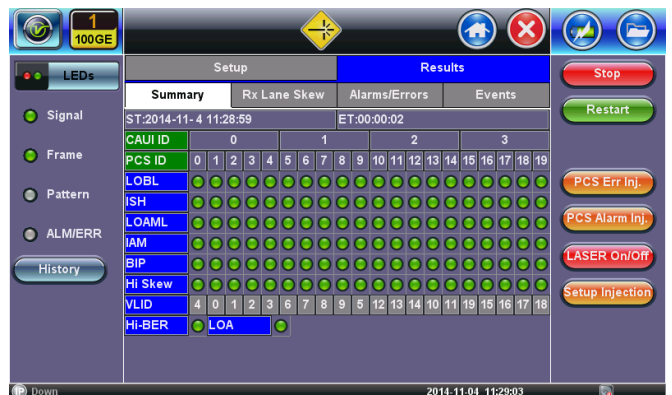 1
100GE
LEDs
Signal
Frame
Pattern
ALM/ERR
History
Setup
Results
Summary
Rx Lane Skew
Alarms/Errors
Events
ST:2014-11- 4 11:28:59
ET:00:00:02
CAUI ID 0 1 2 3
PCS ID 0 1 2 3 4 5 6 7 8 9 10 11 12 13 14 15 16 17 18 19
LOBL
ISH
LOAML
IAM
BIP
Hi Skew
VLID 4 0 1 2 3 6 7 8 9 5 12 13 14 10 11 19 15 16 17 18
Hi-BER LOA
Stop
Restart
PCS Err Inj.
PCS Alarm Inj.
LASER On/Off
Setup Injection
IP Down
2014-11-04 11:29:03